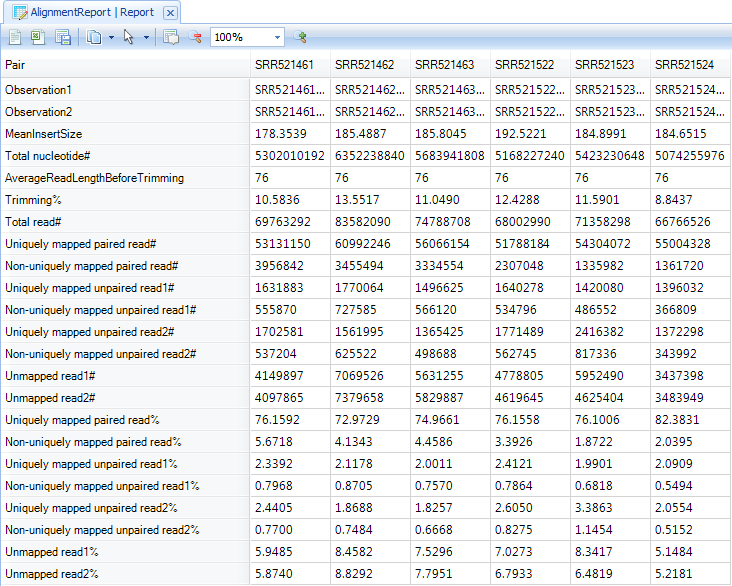 AlignmentReport | Report
100%
Pair SRR521461 SRR521462 SRR521463 SRR521522 SRR521523 SRR521524
Observation1 SRR521461... SRR521462... SRR521463... SRR521522... SRR521523... SRR521524...
Observation2 SRR521461... SRR521462... SRR521463... SRR521522... SRR521523... SRR521524...
MeanInsertSize 178.3539 185.4887 185.8045 192.5221 184.8991 184.6515
Total nucleotide# 5302010192 6352238840 5683941808 5168227240 5423230648 5074255976
AverageReadLengthBeforeTrimming 76 76 76 76 76 76
Trimming% 10.5836 13.5517 11.0490 12.4288 11.5901 8.8437
Total read# 69763292 83582090 74788708 68002990 71358298 66766526
Uniquely mapped paired read# 53131150 60992246 56066154 51788184 54304072 55004328
Non-uniquely mapped paired read# 3956842 3455494 3334554 2307048 1335982 1361720
Uniquely mapped unpaired read1# 1631883 1770064 1496625 1640278 1420080 1396032
Non-uniquely mapped unpaired read1# 555870 727585 566120 534796 486552 366809
Uniquely mapped unpaired read2# 1702581 1561995 1365425 1771489 2416382 1372298
Non-uniquely mapped unpaired read2# 537204 625522 498688 562745 817336 343992
Unmapped read1# 4149897 7069526 5631255 4778805 5952490 3437398
Unmapped read2# 4097865 7379658 5829887 4619645 4625404 3483949
Uniquely mapped paired read% 76.1592 72.9729 74.9661 76.1558 76.1006 82.3831
Non-uniquely mapped paired read% 5.6718 4.1343 4.4586 3.3926 1.8722 2.0395
Uniquely mapped unpaired read1% 2.3392 2.1178 2.0011 2.4121 1.9901 2.0909
Non-uniquely mapped unpaired read1% 0.7968 0.8705 0.7570 0.7864 0.6818 0.5494
Uniquely mapped unpaired read2% 2.4405 1.8688 1.8257 2.6050 3.3863 2.0554
Non-uniquely mapped unpaired read2% 0.7700 0.7484 0.6668 0.8275 1.1454 0.5152
Unmapped read1% 5.9485 8.4582 7.5296 7.0273 8.3417 5.1484
Unmapped read2% 5.8740 8.8292 7.7951 6.7933 6.4819 5.2181